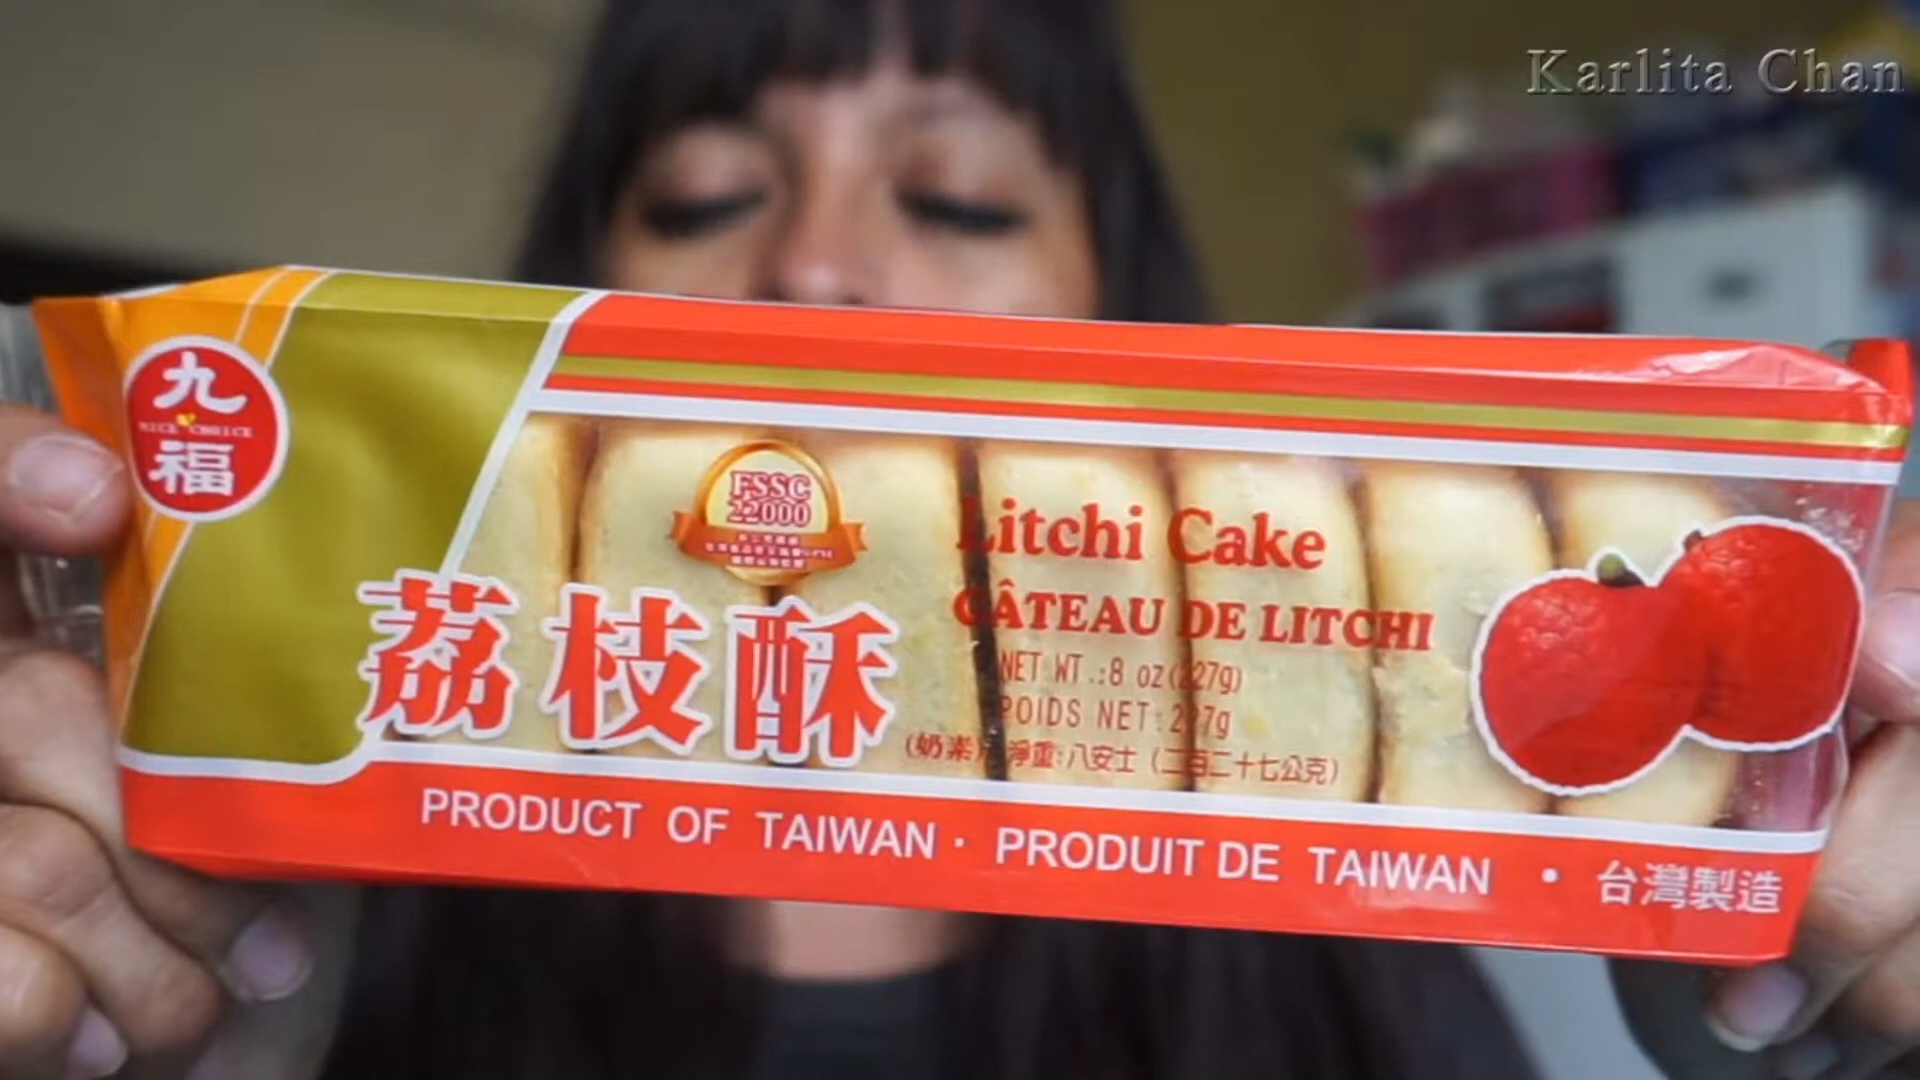 Karlita Chan
九
NICE CHOICE
福
FSSC
22000
Litchi Cake
GÂTEAU DE LITCHI
荔枝酥
NET WT.:8 oz(227g)
POIDS NET:227g
(奶素) 淨重:八安士 (二百二十七公克)
PRODUCT OF TAIWAN · PRODUIT DE TAIWAN • 台灣製造